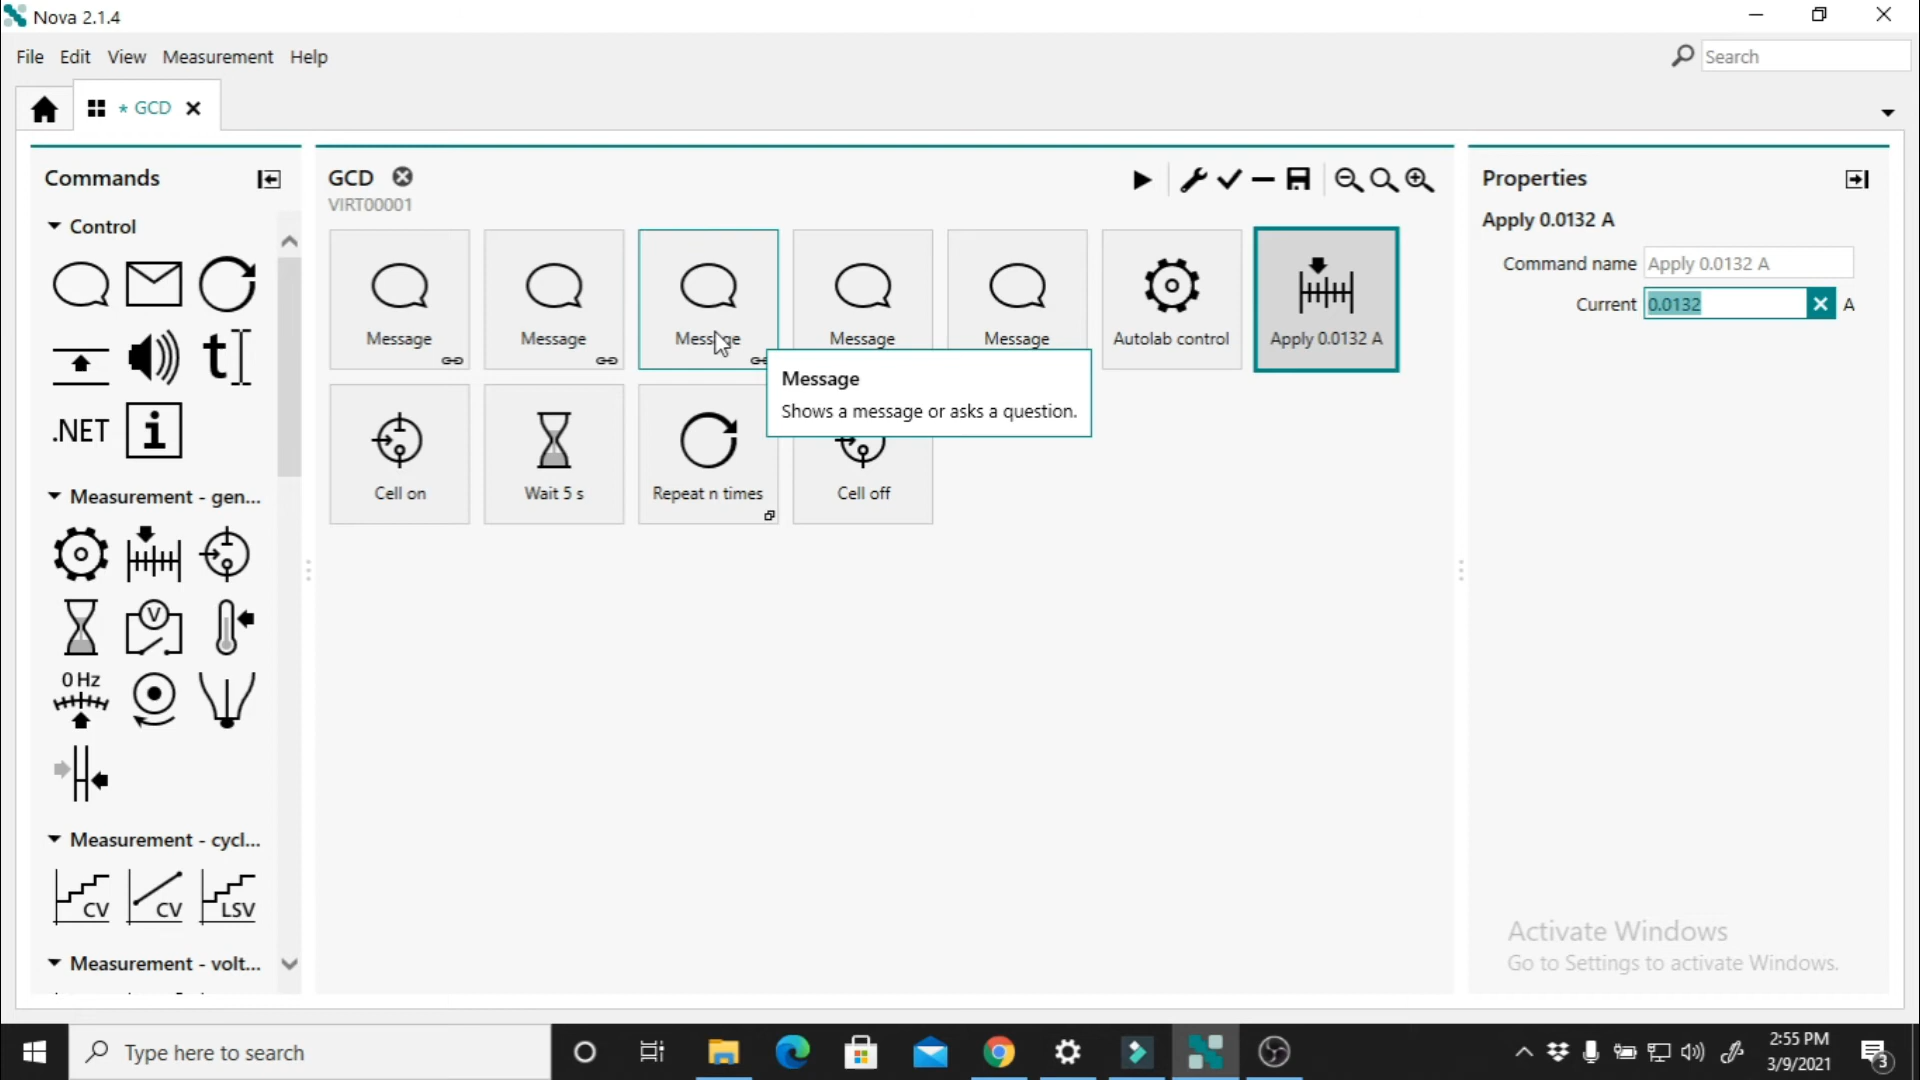 Nova 2.1.4
File Edit View Measurement Help
Search
* GCD
Commands
Control
t
.NET
i
Measurement - gen...
V
0 Hz
Measurement - cycl...
CV CV LSV
Measurement - volt...
GCD
VIRT00001
Message Message Message Message Message Autolab control Apply 0.0132 A
Message
Shows a message or asks a question.
Cell on Wait 5 s Repeat n times Cell off
Properties
Apply 0.0132 A
Command name Apply 0.0132 A
Current 0.0132 A
Activate Windows
Go to Settings to activate Windows.
Type here to search
2:55 PM
3/9/2021
3